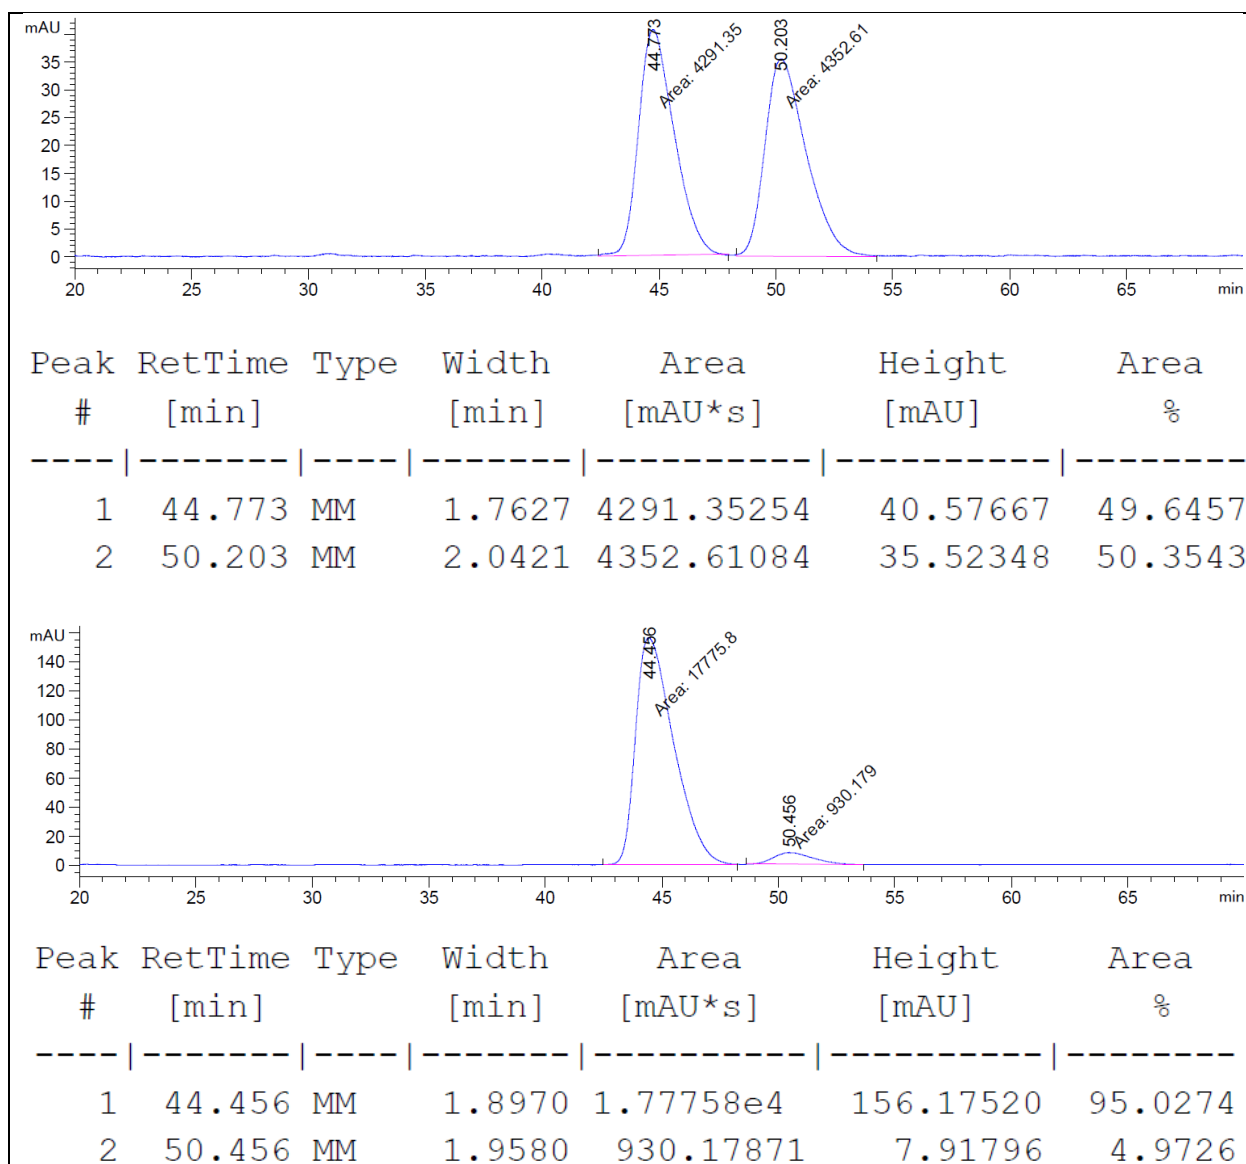 mAU
44.773
Area: 4291.35
50.203
Area: 4352.61
35
30
25
20
15
10
5
0
20 25 30 35 40 45 50 55 60 65 min
Peak RetTime Type Width Area Height Area
# [min] [min] [mAU*s] [mAU] %
----|-------|----|-------|----------|----------|--------
1 44.773 MM 1.7627 4291.35254 40.57667 49.6457
2 50.203 MM 2.0421 4352.61084 35.52348 50.3543
mAU
44.456
Area: 17775.8
50.456
Area: 930.179
140
120
100
80
60
40
20
0
20 25 30 35 40 45 50 55 60 65 min
Peak RetTime Type Width Area Height Area
# [min] [min] [mAU*s] [mAU] %
----|-------|----|-------|----------|----------|--------
1 44.456 MM 1.8970 1.77758e4 156.17520 95.0274
2 50.456 MM 1.9580 930.17871 7.91796 4.9726